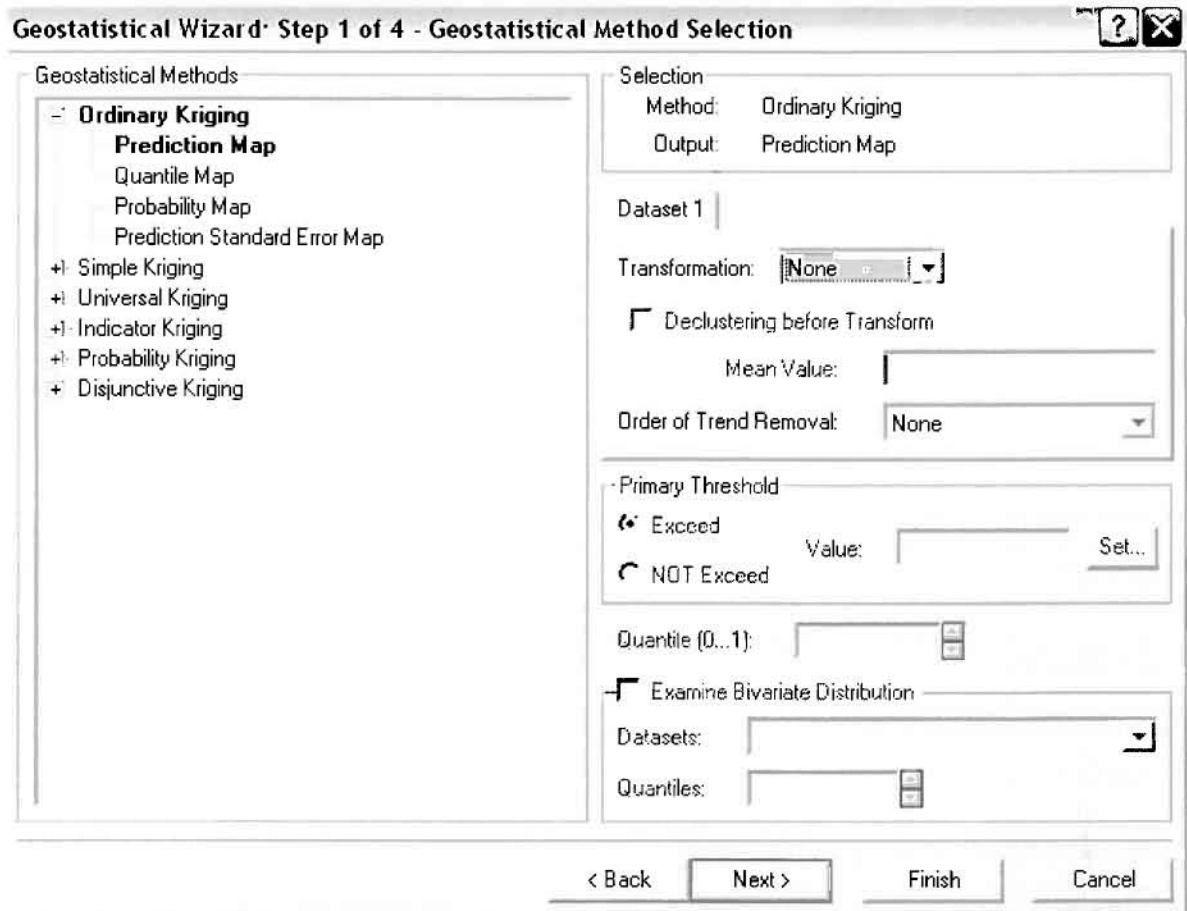 Geostatistical Wizard: Step 1 of 4 - Geostatistical Method Selection
Geostatistical Methods
Ordinary Kriging
Prediction Map
Quantile Map
Probability Map
Prediction Standard Error Map
Simple Kriging
Universal Kriging
Indicator Kriging
Probability Kriging
Disjunctive Kriging
Selection
Method: Ordinary Kriging
Output: Prediction Map
Dataset 1
Transformation: None
Declustering before Transform
Mean Value:
Order of Trend Removal: None
Primary Threshold
Exceed
Value:
Set...
NOT Exceed
Quantile (0...1):
Examine Bivariate Distribution
Datasets:
Quantiles:
< Back Next > Finish Cancel